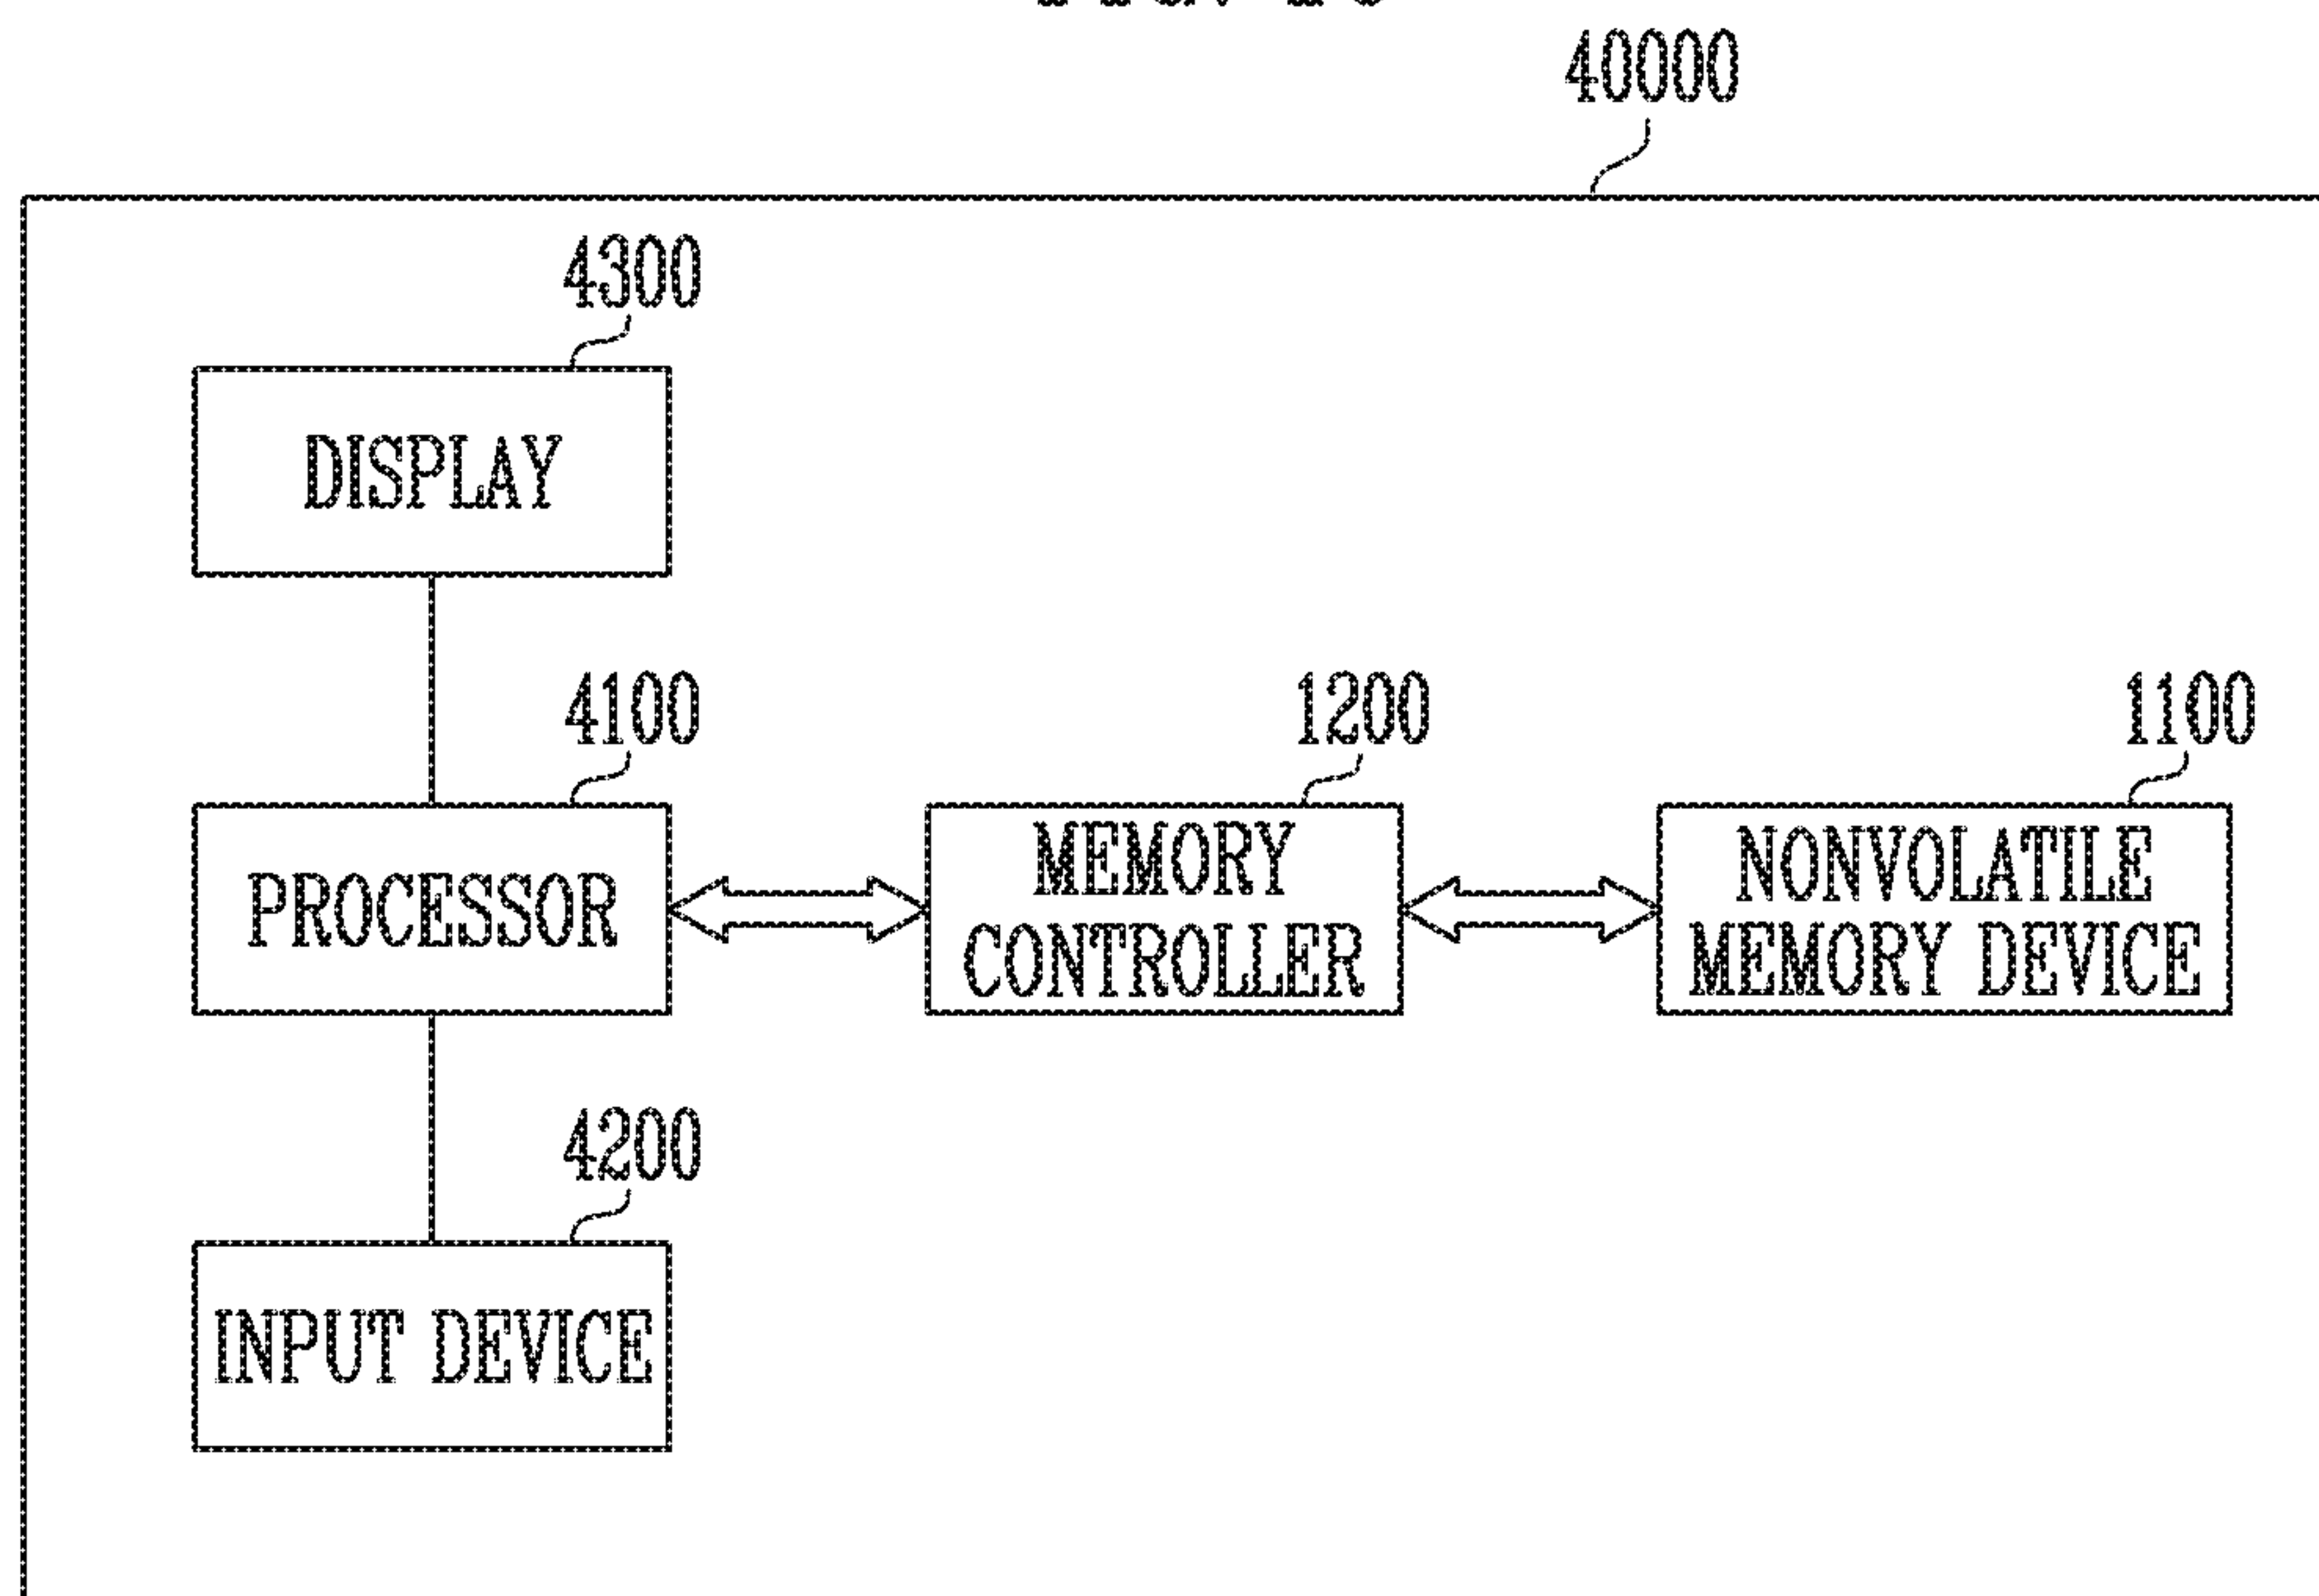 40000
4300
DISPLAY
4100
1200
1100
PROCESSOR
MEMORY
CONTROLLER
NONVOLATILE
MEMORY DEVICE
4200
INPUT DEVICE